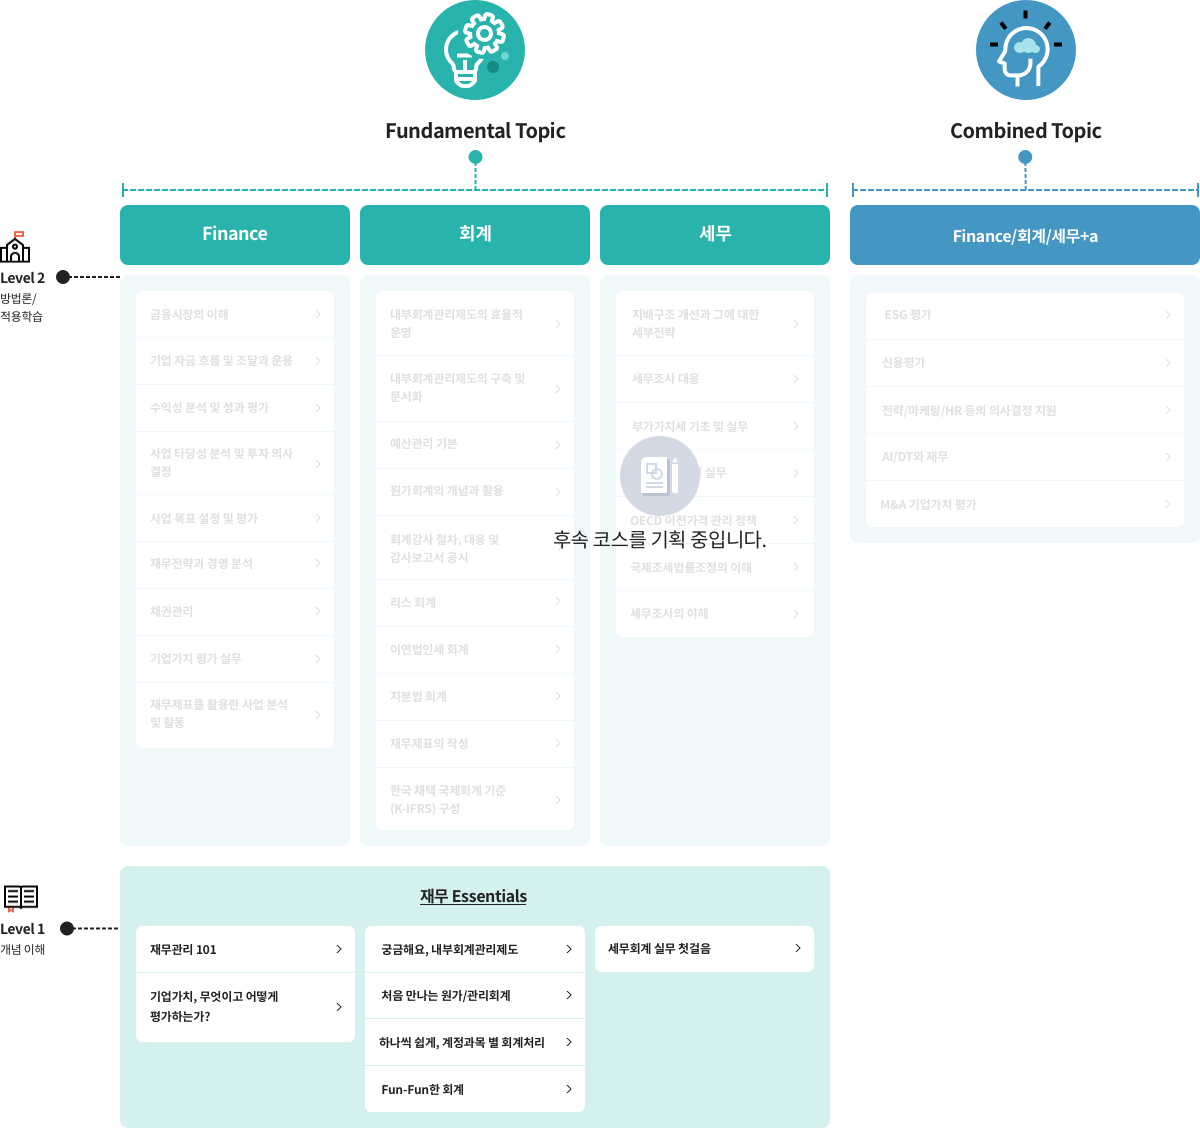 Fundamental Topic
Combined Topic
Finance
회계
세무
Finance/회계/세무+a
Level 2
방법론/
적용학습
금융시장의 이해
기업 자금 흐름 및 조달과 운용
수익성 분석 및 성과 평가
사업 타당성 분석 및 투자 의사
결정
사업 목표 설정 및 평가
재무전략과 경영 분석
채권관리
기업가치 평가 실무
재무제표를 활용한 사업 분석
및 활동
내부회계관리제도의 효율적
운영
내부회계관리제도의 구축 및
문서화
예산관리 기본
원가회계의 개념과 활용
회계감사 절차, 대응 및
감사보고서 공시
리스 회계
이연법인세 회계
지분법 회계
재무제표의 작성
한국 채택 국제회계 기준
(K-IFRS) 구성
지배구조 개선과 그에 대한
세부전략
세무조사 대응
부가가치세 기초 및 실무
실무
OECD 이전가격 관리 정책
국제조세법률조정의 이해
세무조사의 이해
후속 코스를 기획 중입니다.
ESG 평가
신용평가
전략/마케팅/HR 등의 의사결정 지원
AI/DT와 재무
M&A 기업가치 평가
Level 1
개념 이해
재무 Essentials
재무관리 101
기업가치, 무엇이고 어떻게
평가하는가?
궁금해요, 내부회계관리제도
처음 만나는 원가/관리회계
하나씩 쉽게, 계정과목 별 회계처리
Fun-Fun한 회계
세무회계 실무 첫걸음